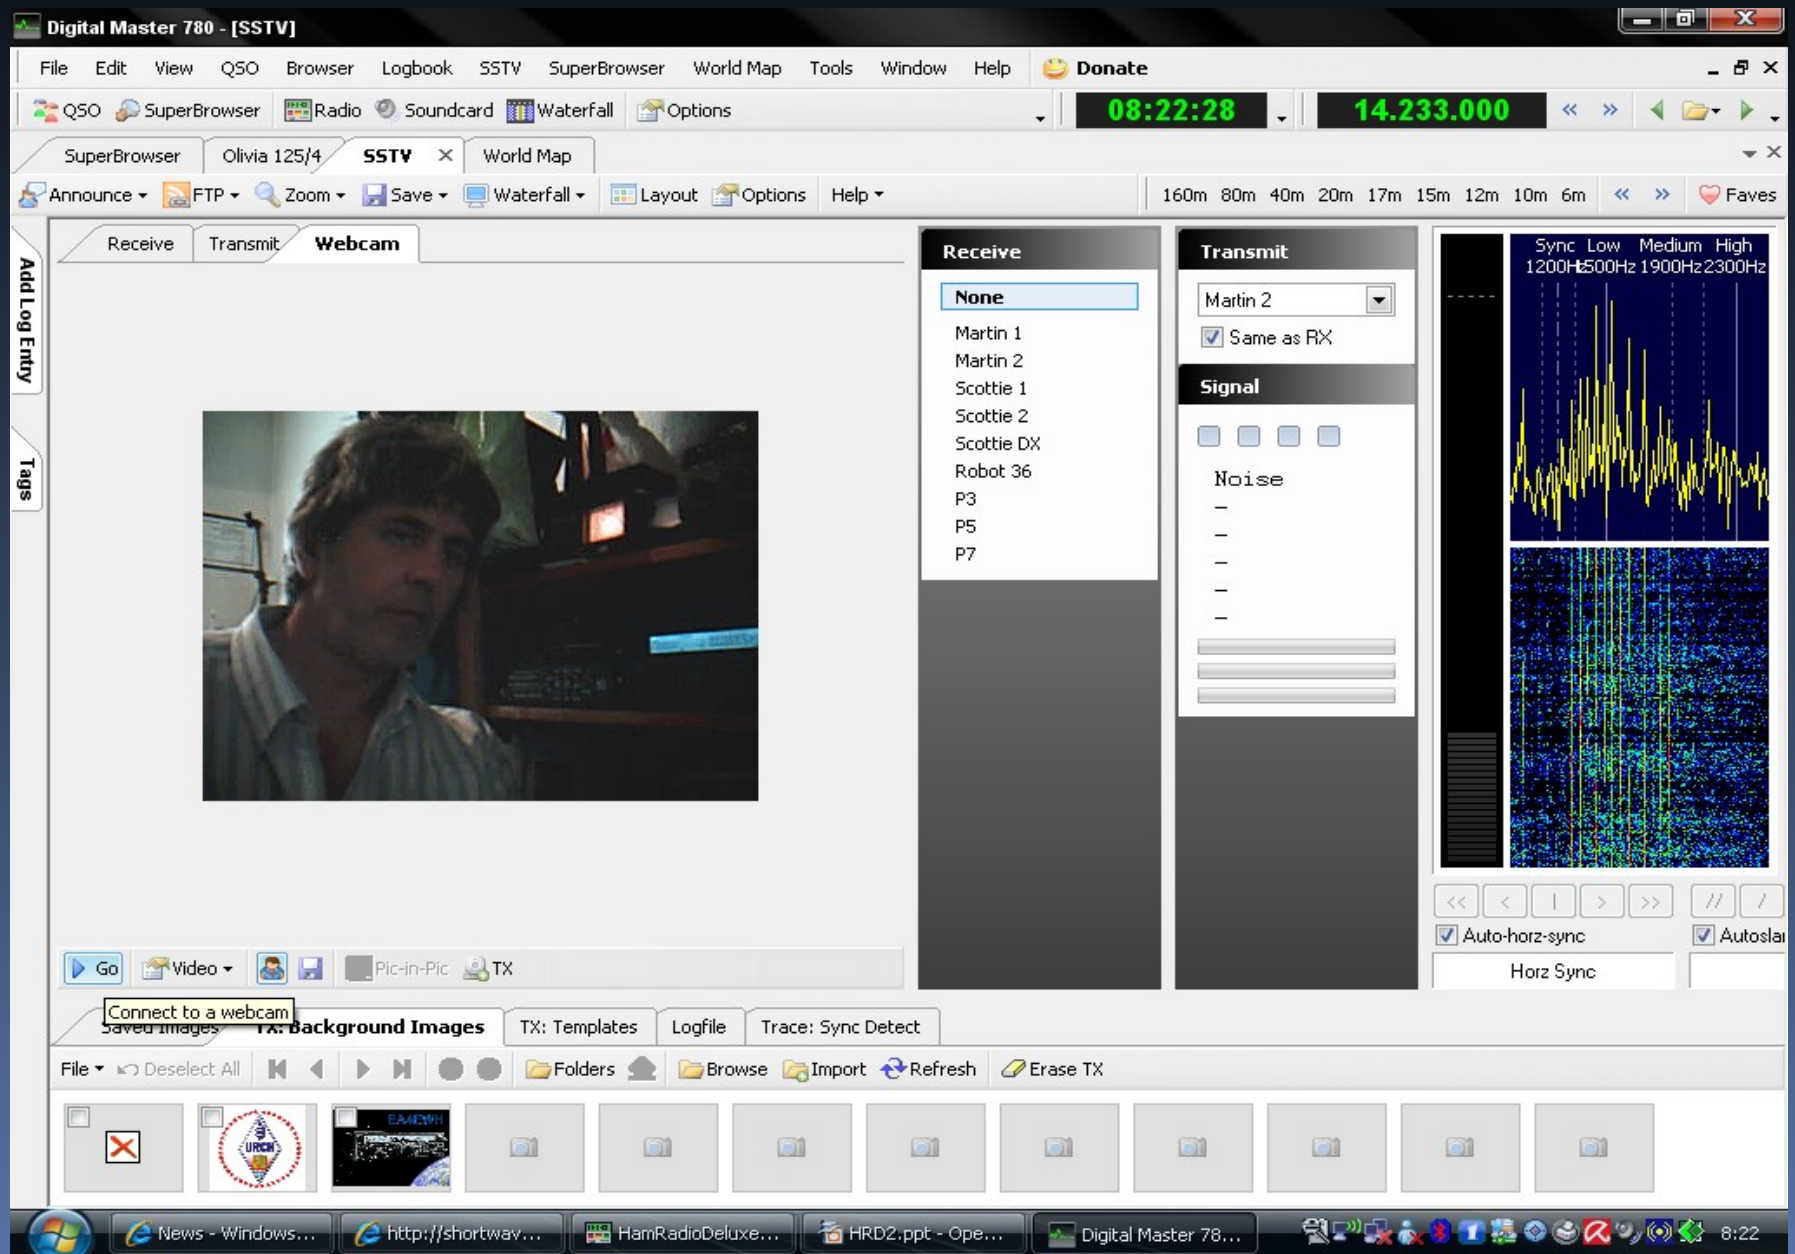 Digital Master 780 - [SSTV]
File Edit View QSO Browser Logbook SSTV SuperBrowser World Map Tools Window Help Donate
QSO SuperBrowser Radio Soundcard Waterfall Options 08:22:28 14.233.000
SuperBrowser Olivia 125/4 SSTV World Map
Announce FTP Zoom Save Waterfall Layout Options Help 160m 80m 40m 20m 17m 15m 12m 10m 6m Faves
Add Log Entry
Tags
Receive Transmit Webcam
Receive
None
Martin 1
Martin 2
Scottie 1
Scottie 2
Scottie DX
Robot 36
P3
P5
P7
Transmit
Martin 2
Same as RX
Signal
Noise
–
–
–
–
–
Sync Low Medium High
1200Hz 1500Hz 1900Hz 2300Hz
<< < | > >> // /
Auto-horz-sync
Horz Sync
Go Video Pic-in-Pic TX
Connect to a webcam
Saved Images TX: Background Images TX: Templates Logfile Trace: Sync Detect
File Deselect All Folders Browse Import Refresh Erase TX
URCH
EA4EWH
News - Windows... http://shortwav... HamRadioDeluxe... HRD2.ppt - Ope... Digital Master 78... 8:22